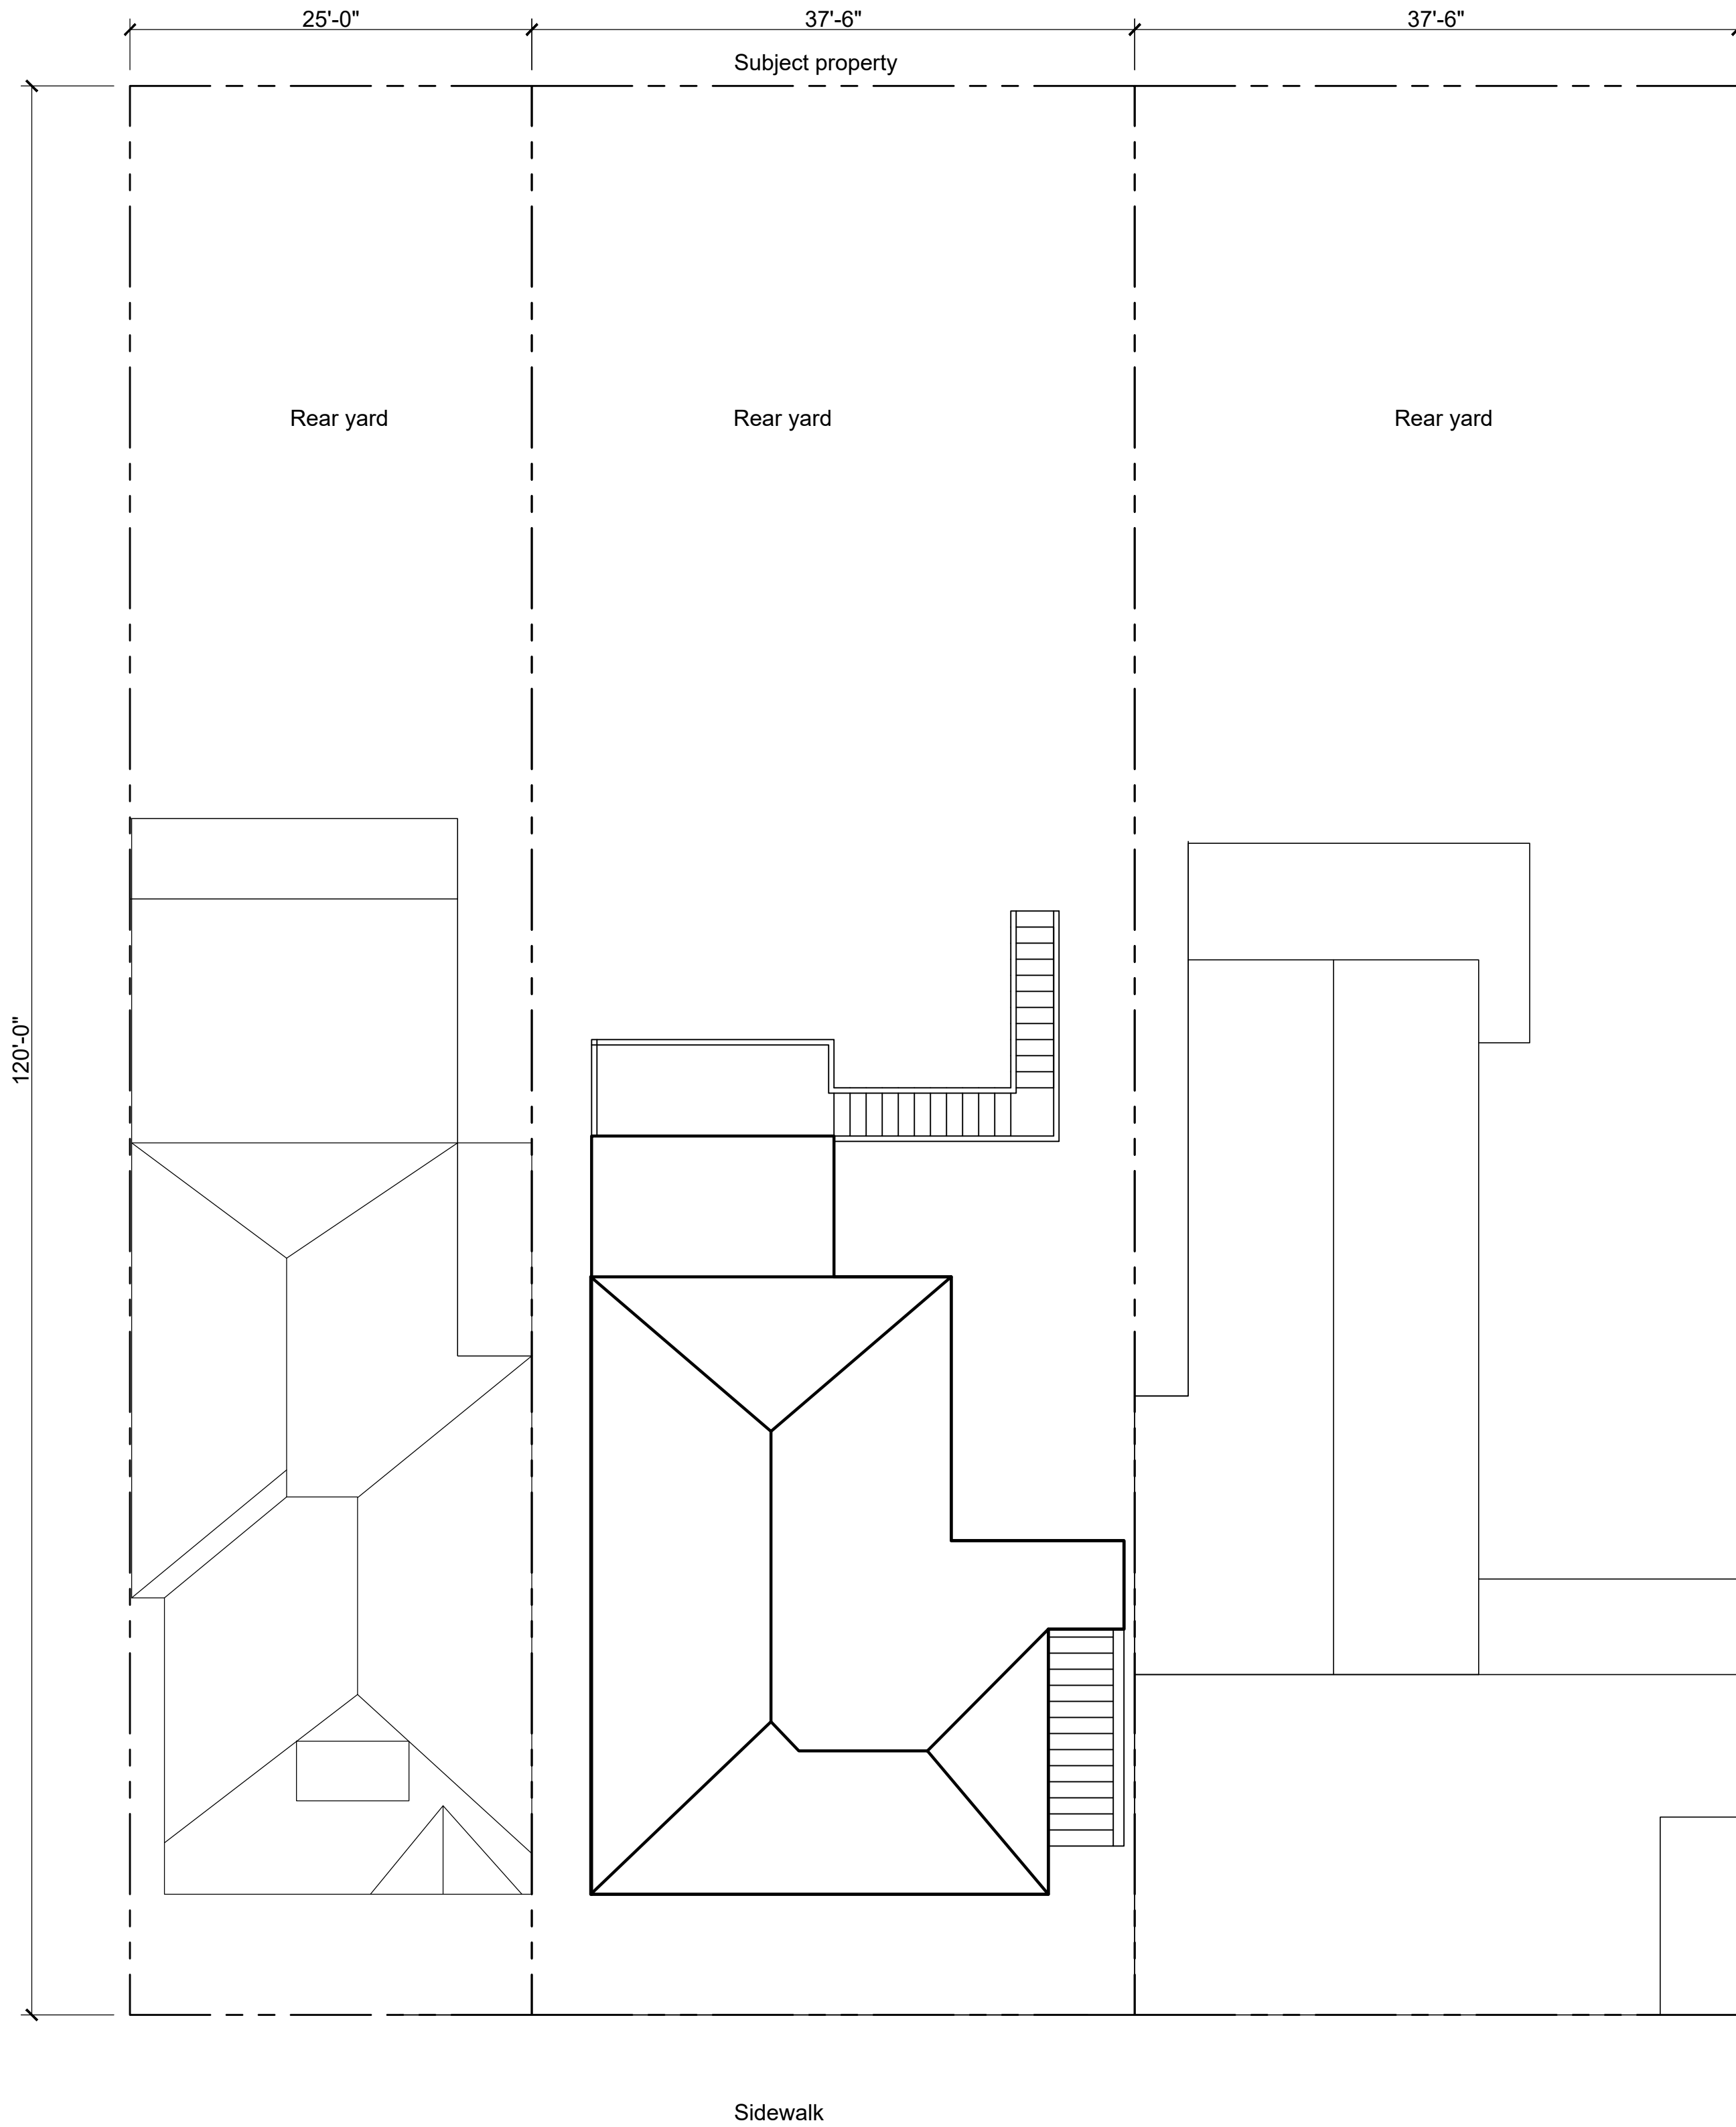 25'-0"
37'-6"
37'-6"
Subject property
Rear yard
Rear yard
Rear yard
120'-0"
Sidewalk